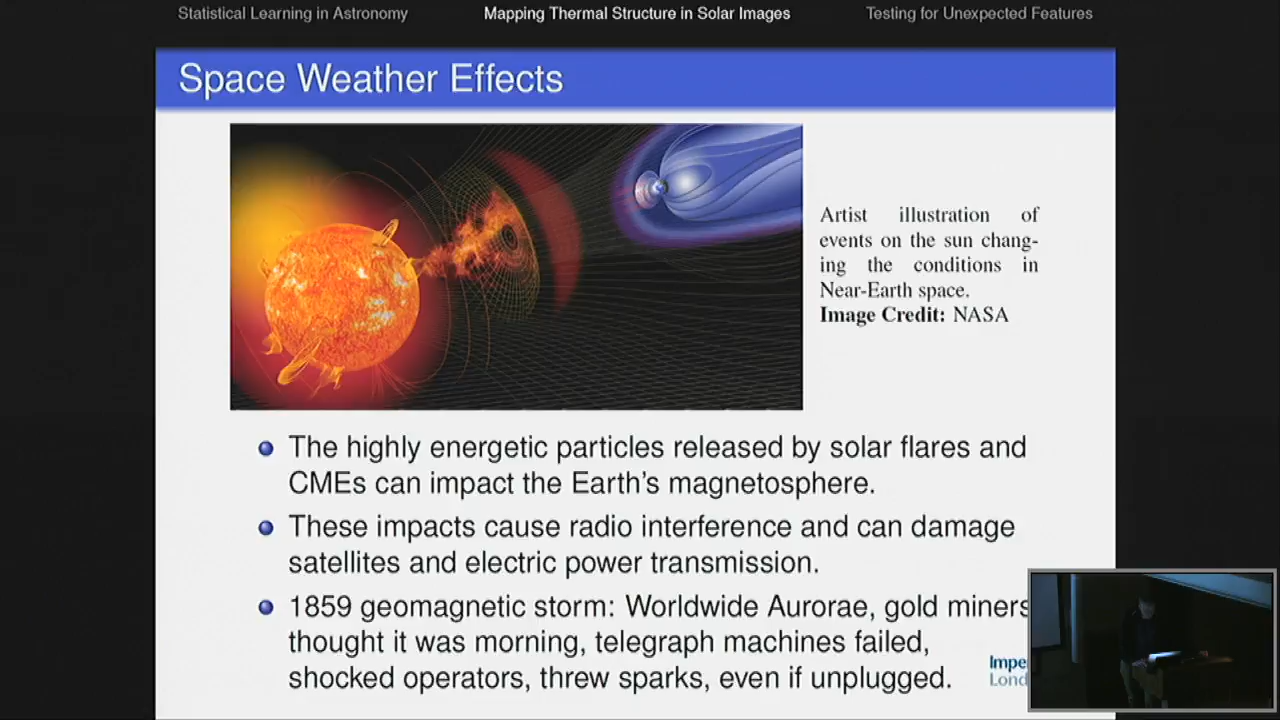 Statistical Learning in Astronomy
Mapping Thermal Structure in Solar Images
Testing for Unexpected Features
Space Weather Effects
Artist illustration of
events on the sun chang-
ing the conditions in
Near-Earth space.
Image Credit: NASA
The highly energetic particles released by solar flares and
CMEs can impact the Earth's magnetosphere.
These impacts cause radio interference and can damage
satellites and electric power transmission.
1859 geomagnetic storm: Worldwide Aurorae, gold miners
thought it was morning, telegraph machines failed,
shocked operators, threw sparks, even if unplugged.
Impe
Lond